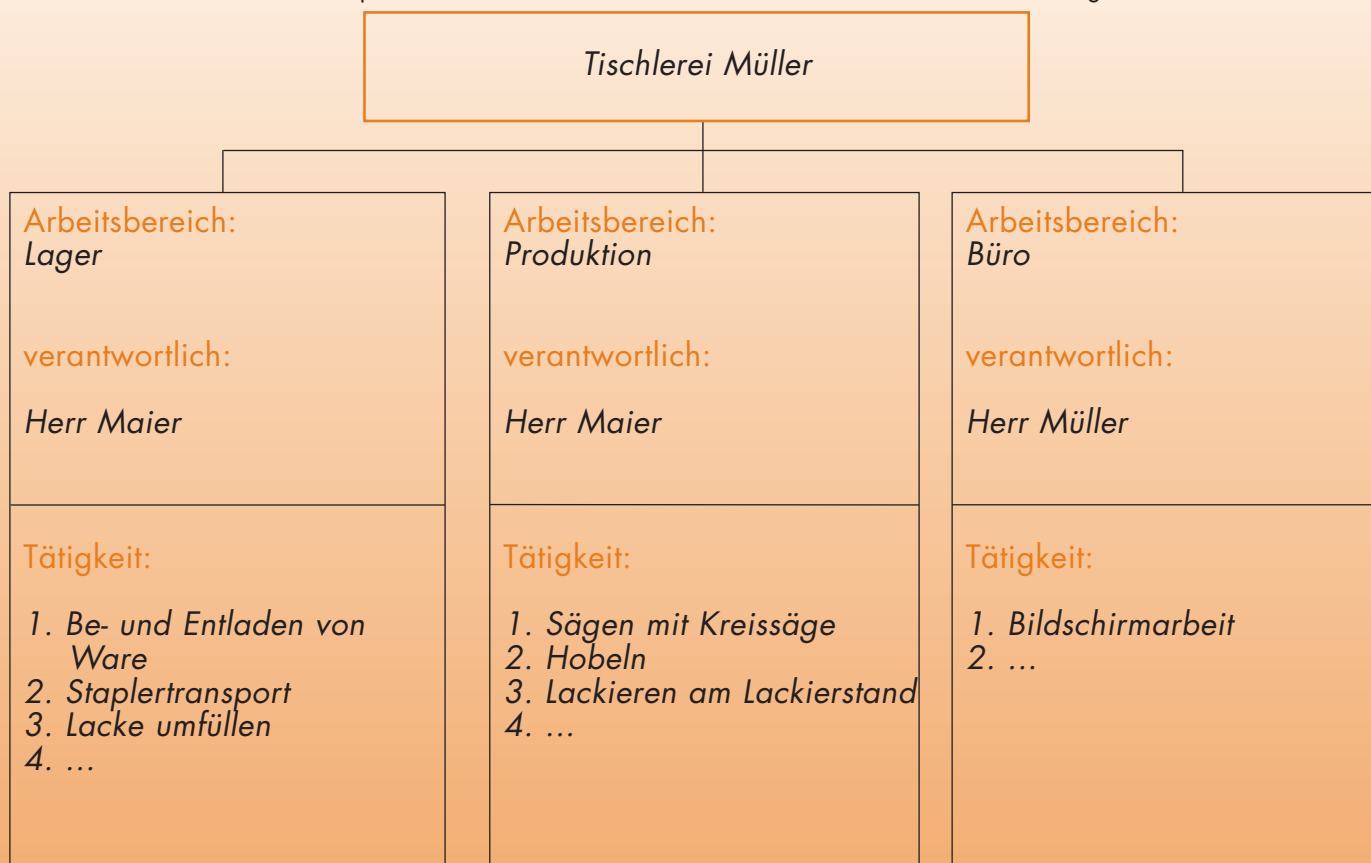 Tischlerei Müller
Arbeitsbereich:
Lager
verantwortlich:
Herr Maier
Tätigkeit:
1. Be- und Entladen von
Ware
2. Staplertransport
3. Lacke umfüllen
4. ...
Arbeitsbereich:
Produktion
verantwortlich:
Herr Maier
Tätigkeit:
1. Sägen mit Kreissäge
2. Hobeln
3. Lackieren am Lackierstand
4. ...
Arbeitsbereich:
Büro
verantwortlich:
Herr Müller
Tätigkeit:
1. Bildschirmarbeit
2. ...